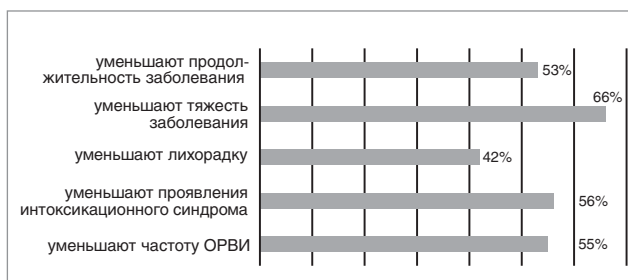 уменьшают продол-
жительность заболевания
53%
уменьшают тяжесть
заболевания
66%
уменьшают лихорадку
42%
уменьшают проявления
интоксикационного синдрома
56%
уменьшают частоту ОРВИ
55%